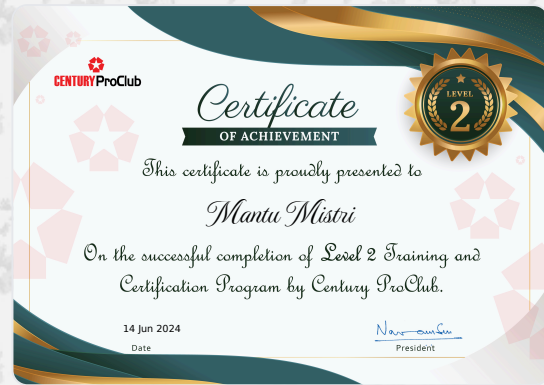 CENTURY ProClub
Certificate
OF ACHIEVEMENT
LEVEL
2
This certificate is proudly presented to
Mantu Mistri
On the successful completion of Level 2 Training and
Certification Program by Century ProClub.
14 Jun 2024
Date
President